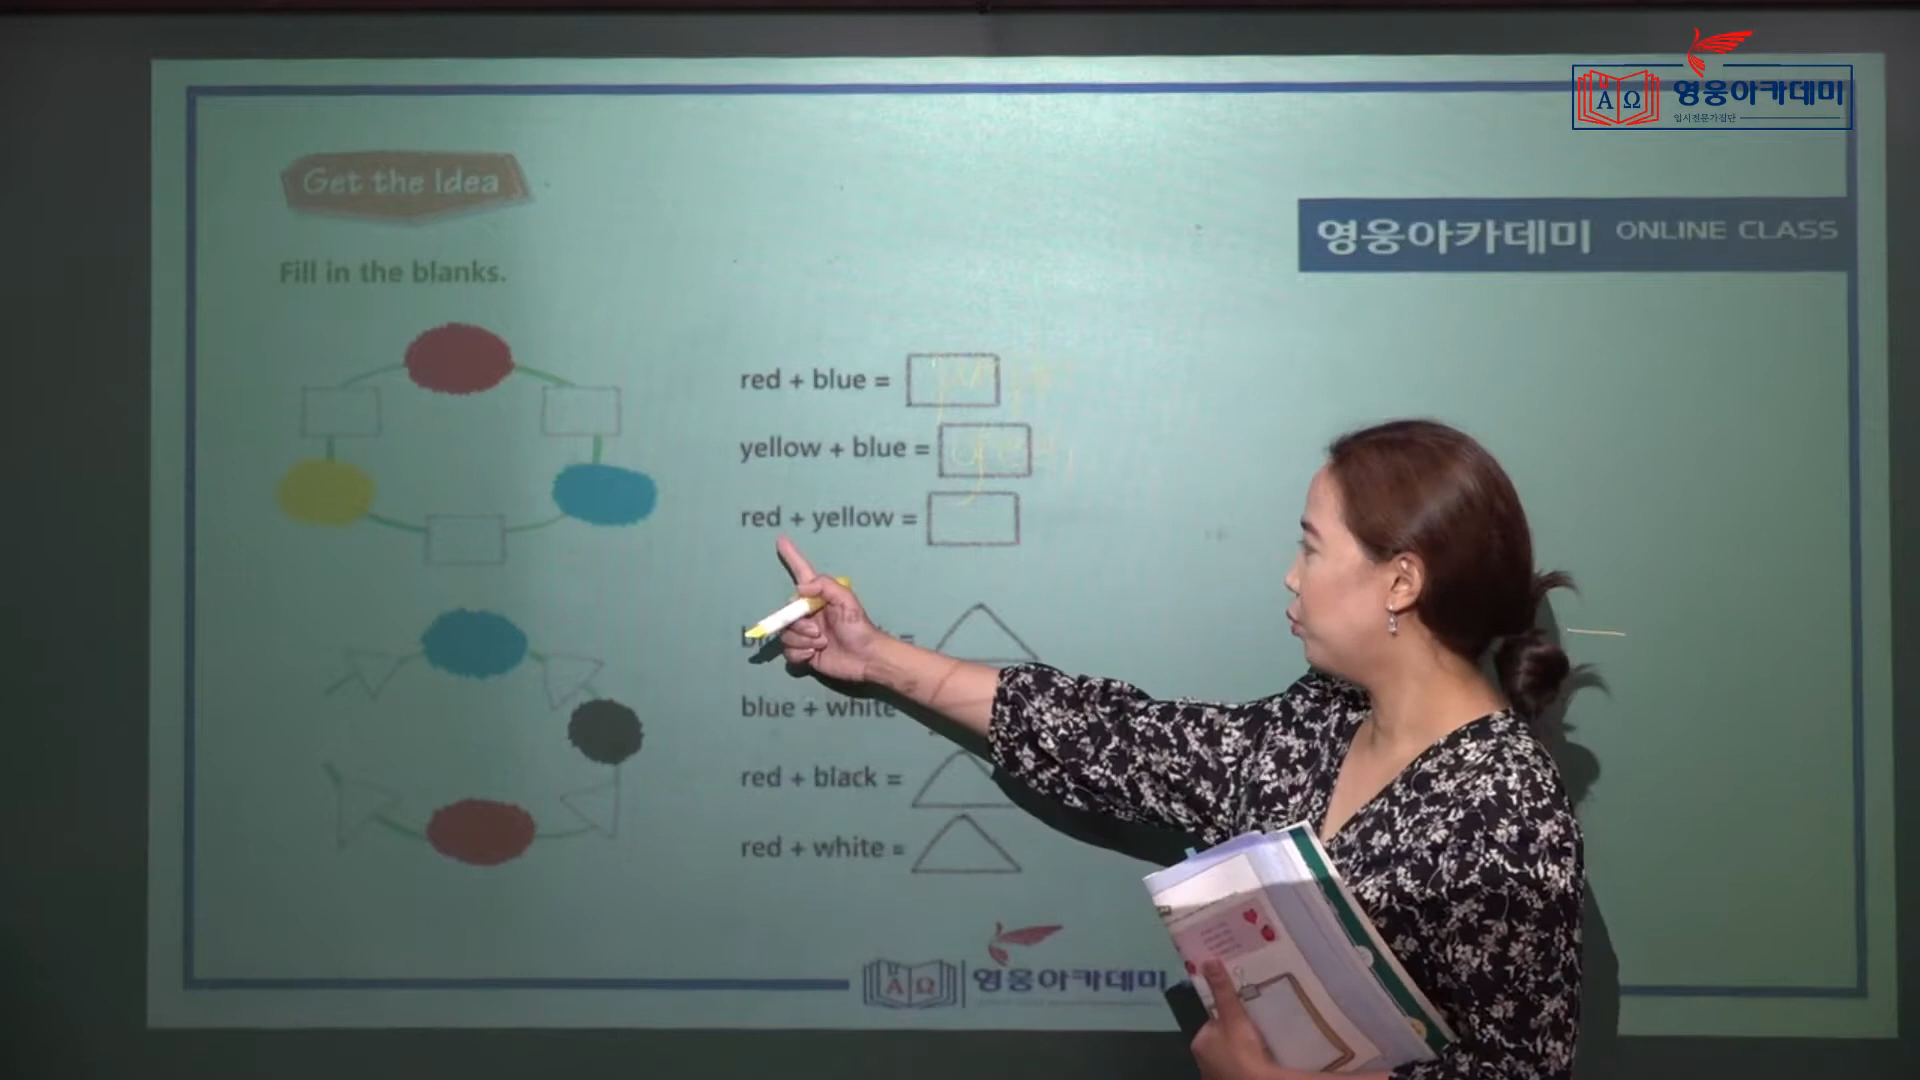 영웅아카데미
입시전문가집단
Get the Idea
영웅아카데미 ONLINE CLASS
Fill in the blanks.
red + blue =
yellow + blue = green
red + yellow =
blue + white
red + black =
red + white =
영웅아카데미